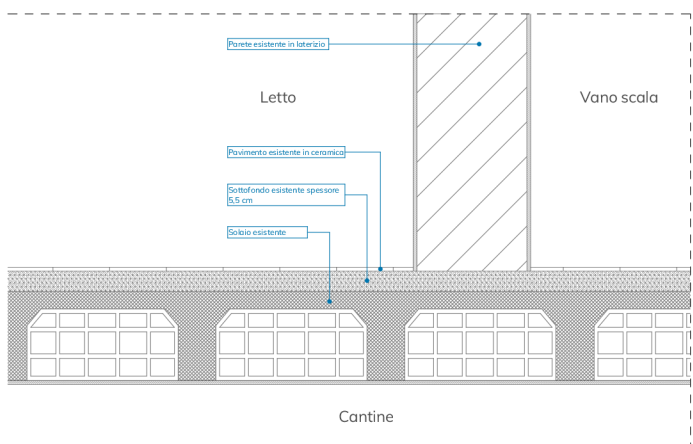 Parete esistente in laterizio
Letto
Vano scala
Pavimento esistente in ceramica
Sottofondo esistente spessore
5,5 cm
Solaio esistente
Cantine